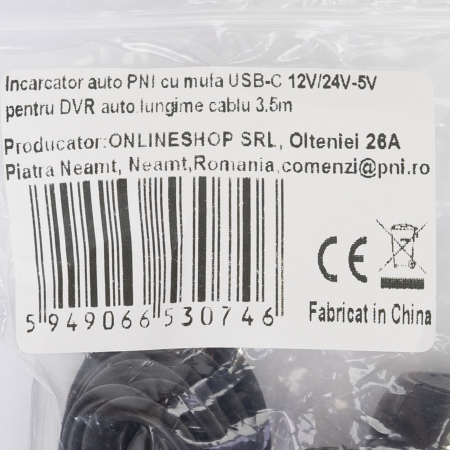 Incarcator auto PNI cu mufa USB-C 12V/24V-5V
pentru DVR auto.lungime cablu 3.5m
Producator:ONLINESHOP SRL, Olteniei 26A
Piatra Neamt, Neamt,Romania,comenzi@pni.ro
CE
5 949066 530746
Fabricat in China